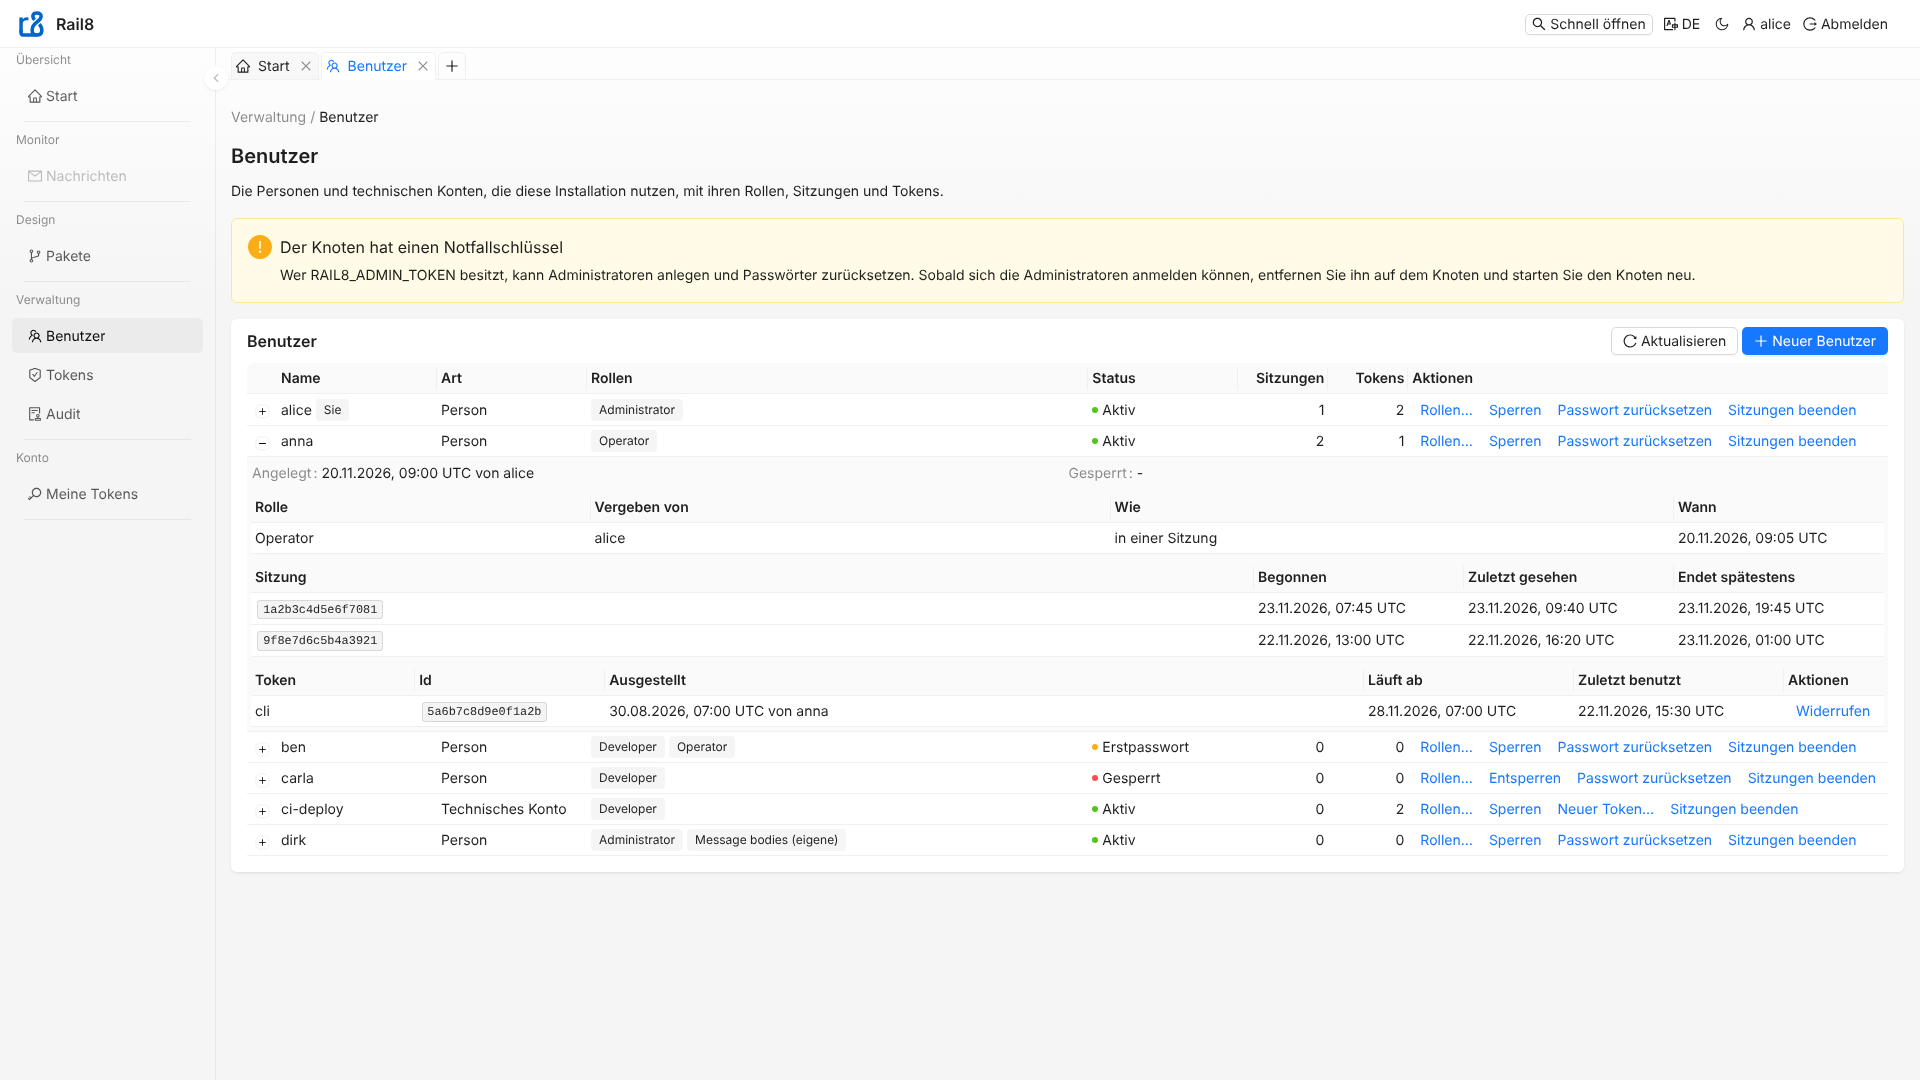 Rail8
Schnell öffnen DE alice Abmelden
Übersicht
Start
Monitor
Nachrichten
Design
Pakete
Verwaltung
Benutzer
Tokens
Audit
Konto
Meine Tokens
Start Benutzer
Verwaltung / Benutzer
Benutzer
Die Personen und technischen Konten, die diese Installation nutzen, mit ihren Rollen, Sitzungen und Tokens.
Der Knoten hat einen Notfallschlüssel
Wer RAIL8_ADMIN_TOKEN besitzt, kann Administratoren anlegen und Passwörter zurücksetzen. Sobald sich die Administratoren anmelden können, entfernen Sie ihn auf dem Knoten und starten Sie den Knoten neu.
Benutzer Aktualisieren Neuer Benutzer
Name Art Rollen Status Sitzungen Tokens Aktionen
alice Sie Person Administrator Aktiv 1 2 Rollen... Sperren Passwort zurücksetzen Sitzungen beenden
anna Person Operator Aktiv 2 1 Rollen... Sperren Passwort zurücksetzen Sitzungen beenden
Angelegt: 20.11.2026, 09:00 UTC von alice Gesperrt: -
Rolle Vergeben von Wie Wann
Operator alice in einer Sitzung 20.11.2026, 09:05 UTC
Sitzung Begonnen Zuletzt gesehen Endet spätestens
1a2b3c4d5e6f7081 23.11.2026, 07:45 UTC 23.11.2026, 09:40 UTC 23.11.2026, 19:45 UTC
9f8e7d6c5b4a3921 22.11.2026, 13:00 UTC 22.11.2026, 16:20 UTC 23.11.2026, 01:00 UTC
Token Id Ausgestellt Läuft ab Zuletzt benutzt Aktionen
cli 5a6b7c8d9e0f1a2b 30.08.2026, 07:00 UTC von anna 28.11.2026, 07:00 UTC 22.11.2026, 15:30 UTC Widerrufen
ben Person Developer Operator Erstpasswort 0 0 Rollen... Sperren Passwort zurücksetzen Sitzungen beenden
carla Person Developer Gesperrt 0 0 Rollen... Entsperren Passwort zurücksetzen Sitzungen beenden
ci-deploy Technisches Konto Developer Aktiv 0 2 Rollen... Sperren Neuer Token... Sitzungen beenden
dirk Person Administrator Message bodies (eigene) Aktiv 0 0 Rollen... Sperren Passwort zurücksetzen Sitzungen beenden